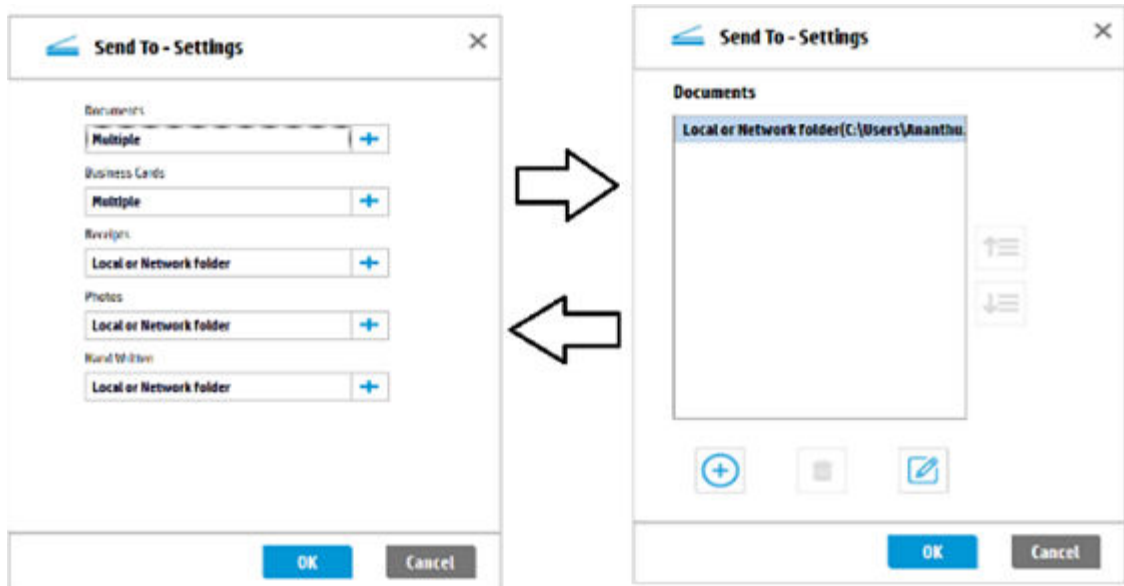 Send To - Settings
Documents
Multiple
Business Cards
Multiple
Receipts
Local or Network folder
Photos
Local or Network folder
Hand Written
Local or Network folder
OK
Cancel
Send To - Settings
Documents
Local or Network folder(C:\Users\Ananthu.
OK
Cancel